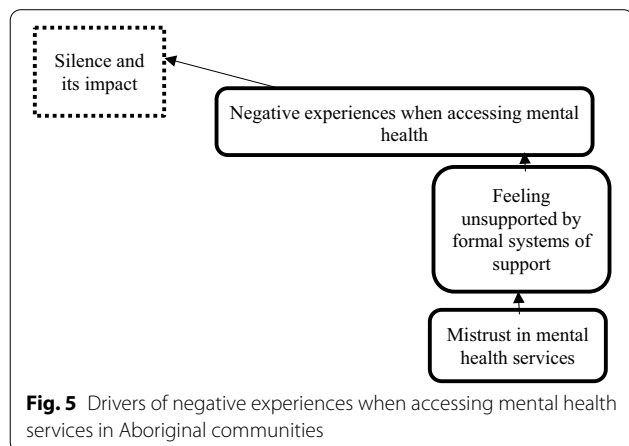 Silence and
its impact
Negative experiences when accessing mental
health
Feeling
unsupported by
formal systems of
support
Mistrust in mental
health services
Fig. 5 Drivers of negative experiences when accessing mental health
services in Aboriginal communities